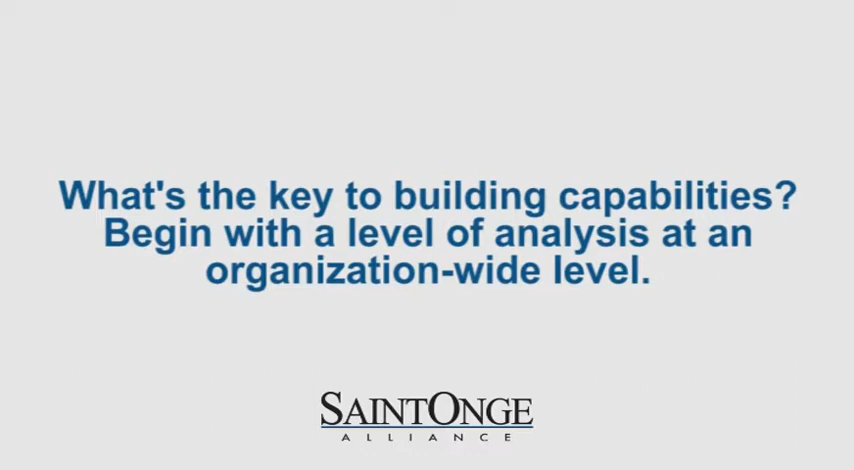 What's the key to building capabilities?
Begin with a level of analysis at an
organization-wide level.
SAINTONGE
ALLIANCE